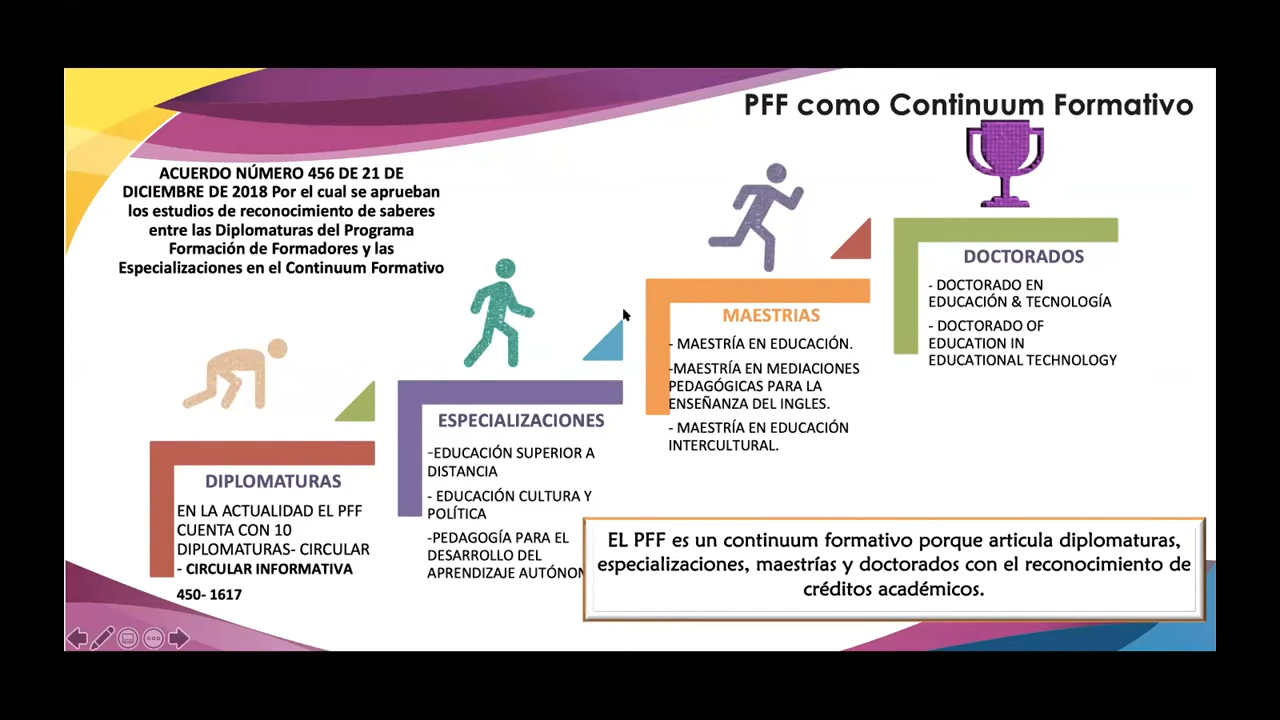 PFF como Continuum Formativo
ACUERDO NÚMERO 456 DE 21 DE
DICIEMBRE DE 2018 Por el cual se aprueban
los estudios de reconocimiento de saberes
entre las Diplomaturas del Programa
Formación de Formadores y las
Especializaciones en el Continuum Formativo
DIPLOMATURAS
EN LA ACTUALIDAD EL PFF
CUENTA CON 10
DIPLOMATURAS- CIRCULAR
- CIRCULAR INFORMATIVA
450- 1617
ESPECIALIZACIONES
-EDUCACIÓN SUPERIOR A
DISTANCIA
- EDUCACIÓN CULTURA Y
POLÍTICA
-PEDAGOGÍA PARA EL
DESARROLLO DEL
APRENDIZAJE
MAESTRIAS
- MAESTRÍA EN EDUCACIÓN.
-MAESTRÍA EN MEDIACIONES
PEDAGÓGICAS PARA LA
ENSEÑANZA DEL INGLES.
- MAESTRÍA EN EDUCACIÓN
INTERCULTURAL.
DOCTORADOS
- DOCTORADO EN
EDUCACIÓN & TECNOLOGÍA
- DOCTORADO OF
EDUCATION IN
EDUCATIONAL TECHNOLOGY
EL PFF es un continuum formativo porque articula diplomaturas,
especializaciones, maestrías y doctorados con el reconocimiento de
créditos académicos.